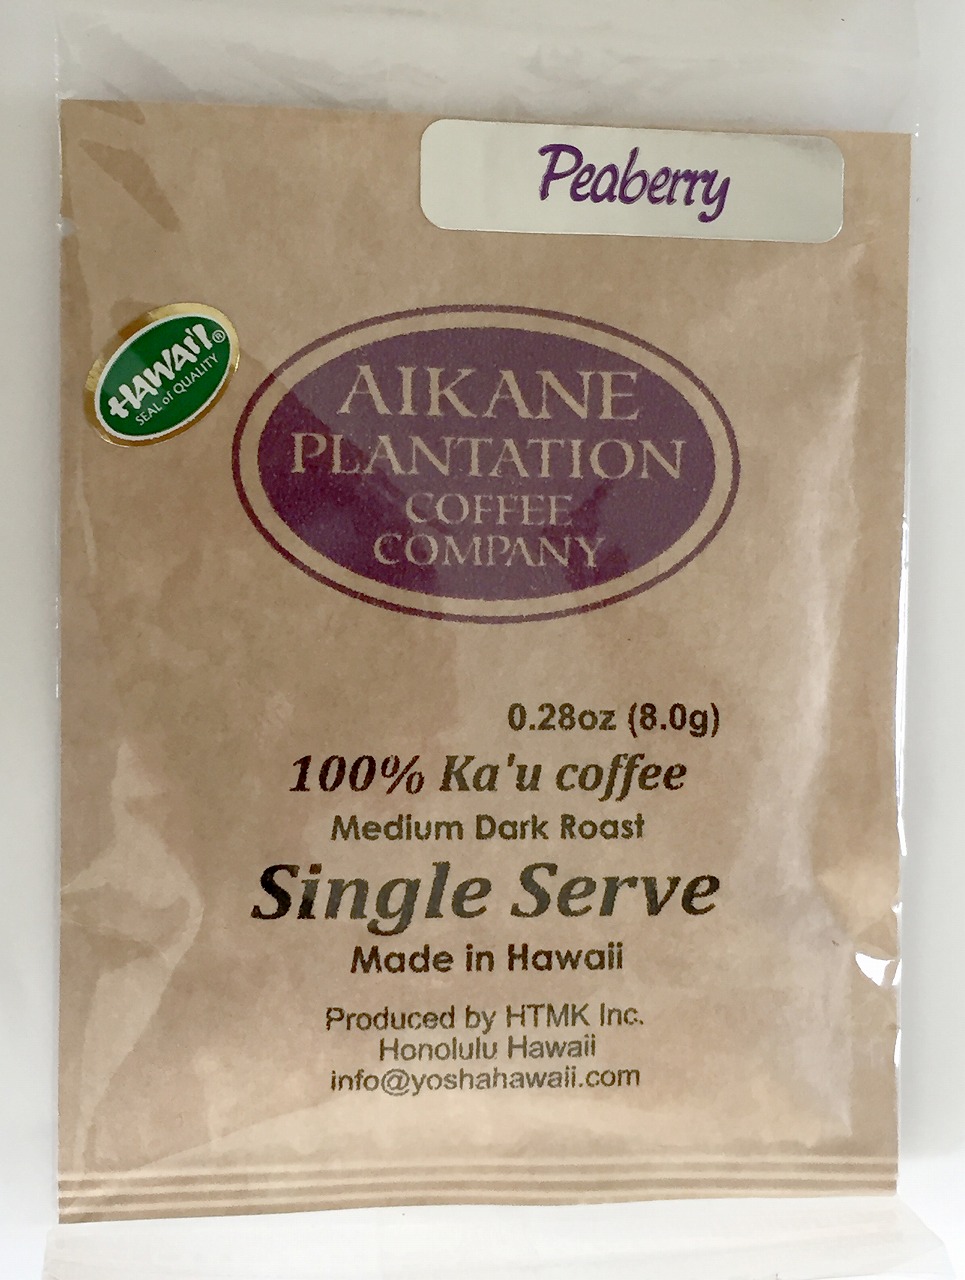 Peaberry
HAWAI'I®
SEAL of QUALITY
AIKANE
PLANTATION
COFFEE
COMPANY
0.28oz (8.0g)
100% Ka'u coffee
Medium Dark Roast
Single Serve
Made in Hawaii
Produced by HTMK Inc.
Honolulu Hawaii
info@yoshahawaii.com